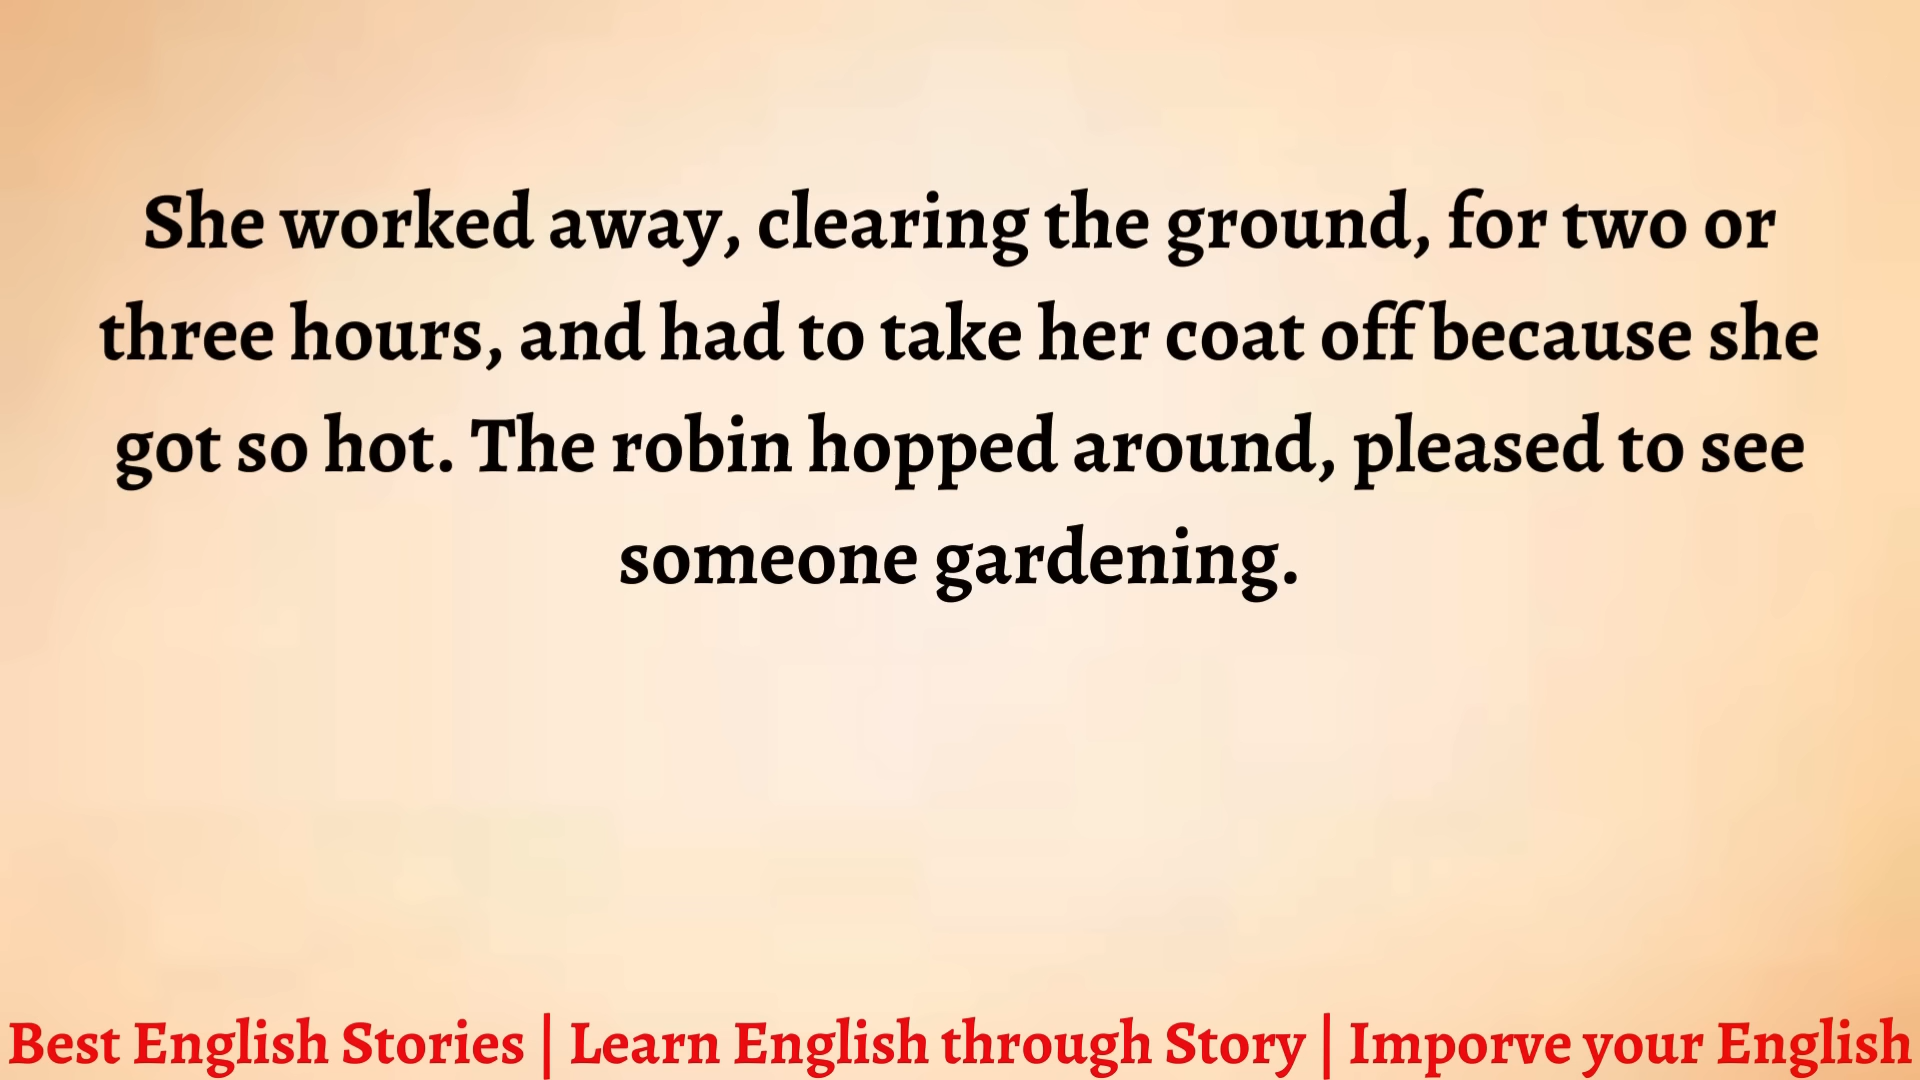 She worked away, clearing the ground, for two or
three hours, and had to take her coat off because she
got so hot. The robin hopped around, pleased to see
someone gardening.
Best English Stories | Learn English through Story | Imporve your English